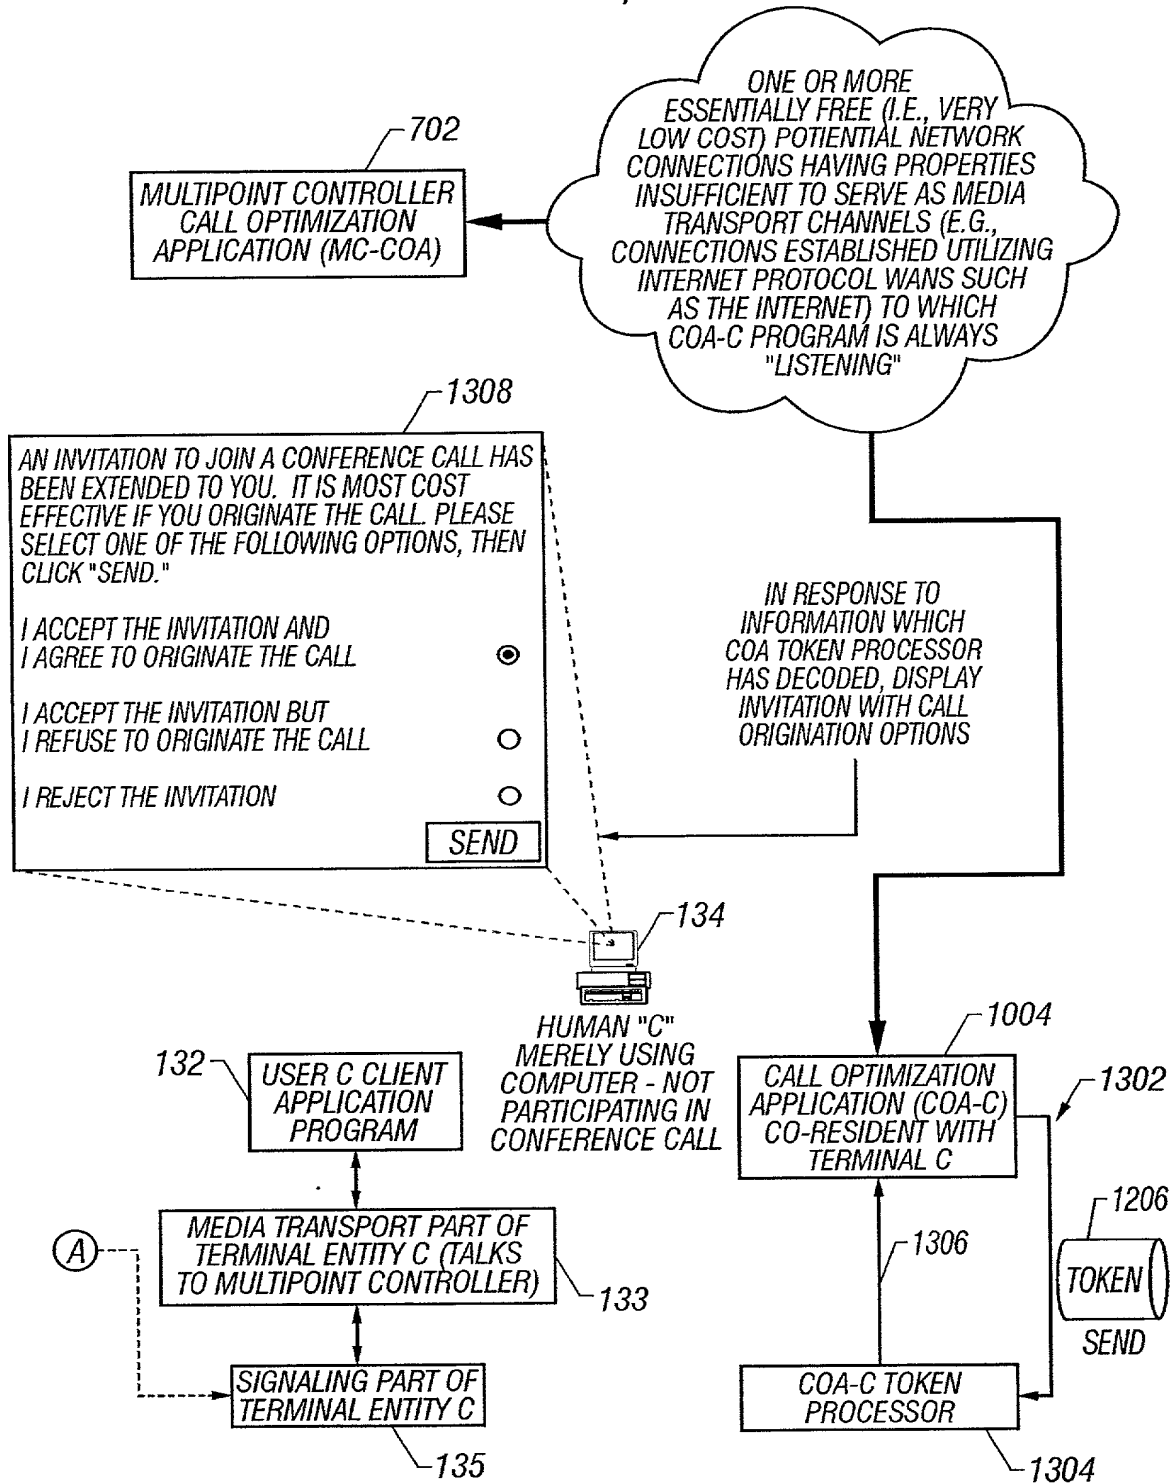 ONE OR MORE
ESSENTIALLY FREE (I.E., VERY
LOW COST) POTIENTIAL NETWORK
CONNECTIONS HAVING PROPERTIES
INSUFFICIENT TO SERVE AS MEDIA
TRANSPORT CHANNELS (E.G.,
CONNECTIONS ESTABLISHED UTILIZING
INTERNET PROTOCOL WANS SUCH
AS THE INTERNET) TO WHICH
COA-C PROGRAM IS ALWAYS
"LISTENING"
702
MULTIPOINT CONTROLLER
CALL OPTIMIZATION
APPLICATION (MC-COA)
1308
AN INVITATION TO JOIN A CONFERENCE CALL HAS
BEEN EXTENDED TO YOU. IT IS MOST COST
EFFECTIVE IF YOU ORIGINATE THE CALL. PLEASE
SELECT ONE OF THE FOLLOWING OPTIONS, THEN
CLICK "SEND."
I ACCEPT THE INVITATION AND
I AGREE TO ORIGINATE THE CALL
I ACCEPT THE INVITATION BUT
I REFUSE TO ORIGINATE THE CALL
I REJECT THE INVITATION
SEND
IN RESPONSE TO
INFORMATION WHICH
COA TOKEN PROCESSOR
HAS DECODED, DISPLAY
INVITATION WITH CALL
ORIGINATION OPTIONS
134
HUMAN "C"
MERELY USING
COMPUTER - NOT
PARTICIPATING IN
CONFERENCE CALL
132
USER C CLIENT
APPLICATION
PROGRAM
1004
CALL OPTIMIZATION
APPLICATION (COA-C)
CO-RESIDENT WITH
TERMINAL C
1302
1206
TOKEN
SEND
1306
A
MEDIA TRANSPORT PART OF
TERMINAL ENTITY C (TALKS
TO MULTIPOINT CONTROLLER)
133
SIGNALING PART OF
TERMINAL ENTITY C
135
COA-C TOKEN
PROCESSOR
1304